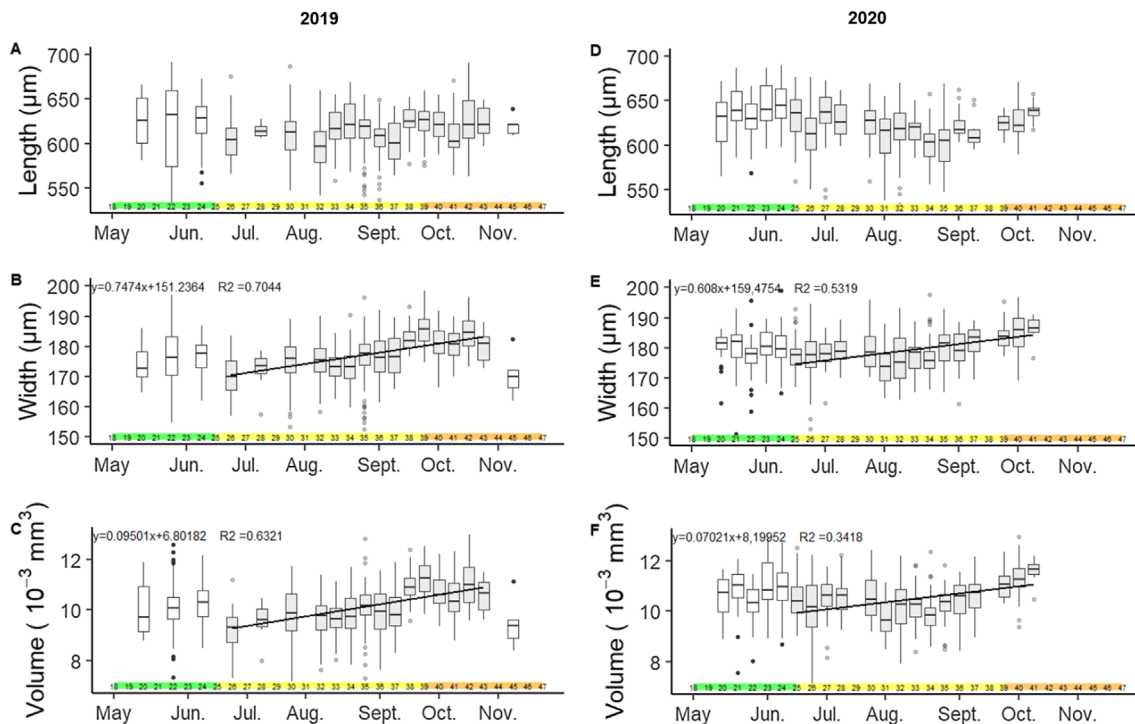 2019
2020
A
700
650
600
550
Length (µm)
18 19 20 21 22 23 24 25 26 27 28 29 30 31 32 33 34 35 36 37 38 39 40 41 42 43 44 45 46 47
May Jun. Jul. Aug. Sept. Oct. Nov.
D
700
650
600
550
Length (µm)
18 19 20 21 22 23 24 25 26 27 28 29 30 31 32 33 34 35 36 37 38 39 40 41 42 43 44 45 46 47
May Jun. Jul. Aug. Sept. Oct. Nov.
B
y=0.7474x+151.2364 R2 =0.7044
200
190
180
170
160
150
Width (µm)
18 19 20 21 22 23 24 25 26 27 28 29 30 31 32 33 34 35 36 37 38 39 40 41 42 43 44 45 46 47
May Jun. Jul. Aug. Sept. Oct. Nov.
E
y=0.608x+159,4754 R2 =0.5319
200
190
180
170
160
150
Width (µm)
18 19 20 21 22 23 24 25 26 27 28 29 30 31 32 33 34 35 36 37 38 39 40 41 42 43 44 45 46 47
May Jun. Jul. Aug. Sept. Oct. Nov.
C
y=0.09501x+6.80182 R2 =0.6321
12
10
8
Volume ( 10⁻³ mm³)
18 19 20 21 22 23 24 25 26 27 28 29 30 31 32 33 34 35 36 37 38 39 40 41 42 43 44 45 46 47
May Jun. Jul. Aug. Sept. Oct. Nov.
F
y=0.07021x+8,19952 R2 =0.3418
12
10
8
Volume ( 10⁻³ mm³)
18 19 20 21 22 23 24 25 26 27 28 29 30 31 32 33 34 35 36 37 38 39 40 41 42 43 44 45 46 47
May Jun. Jul. Aug. Sept. Oct. Nov.